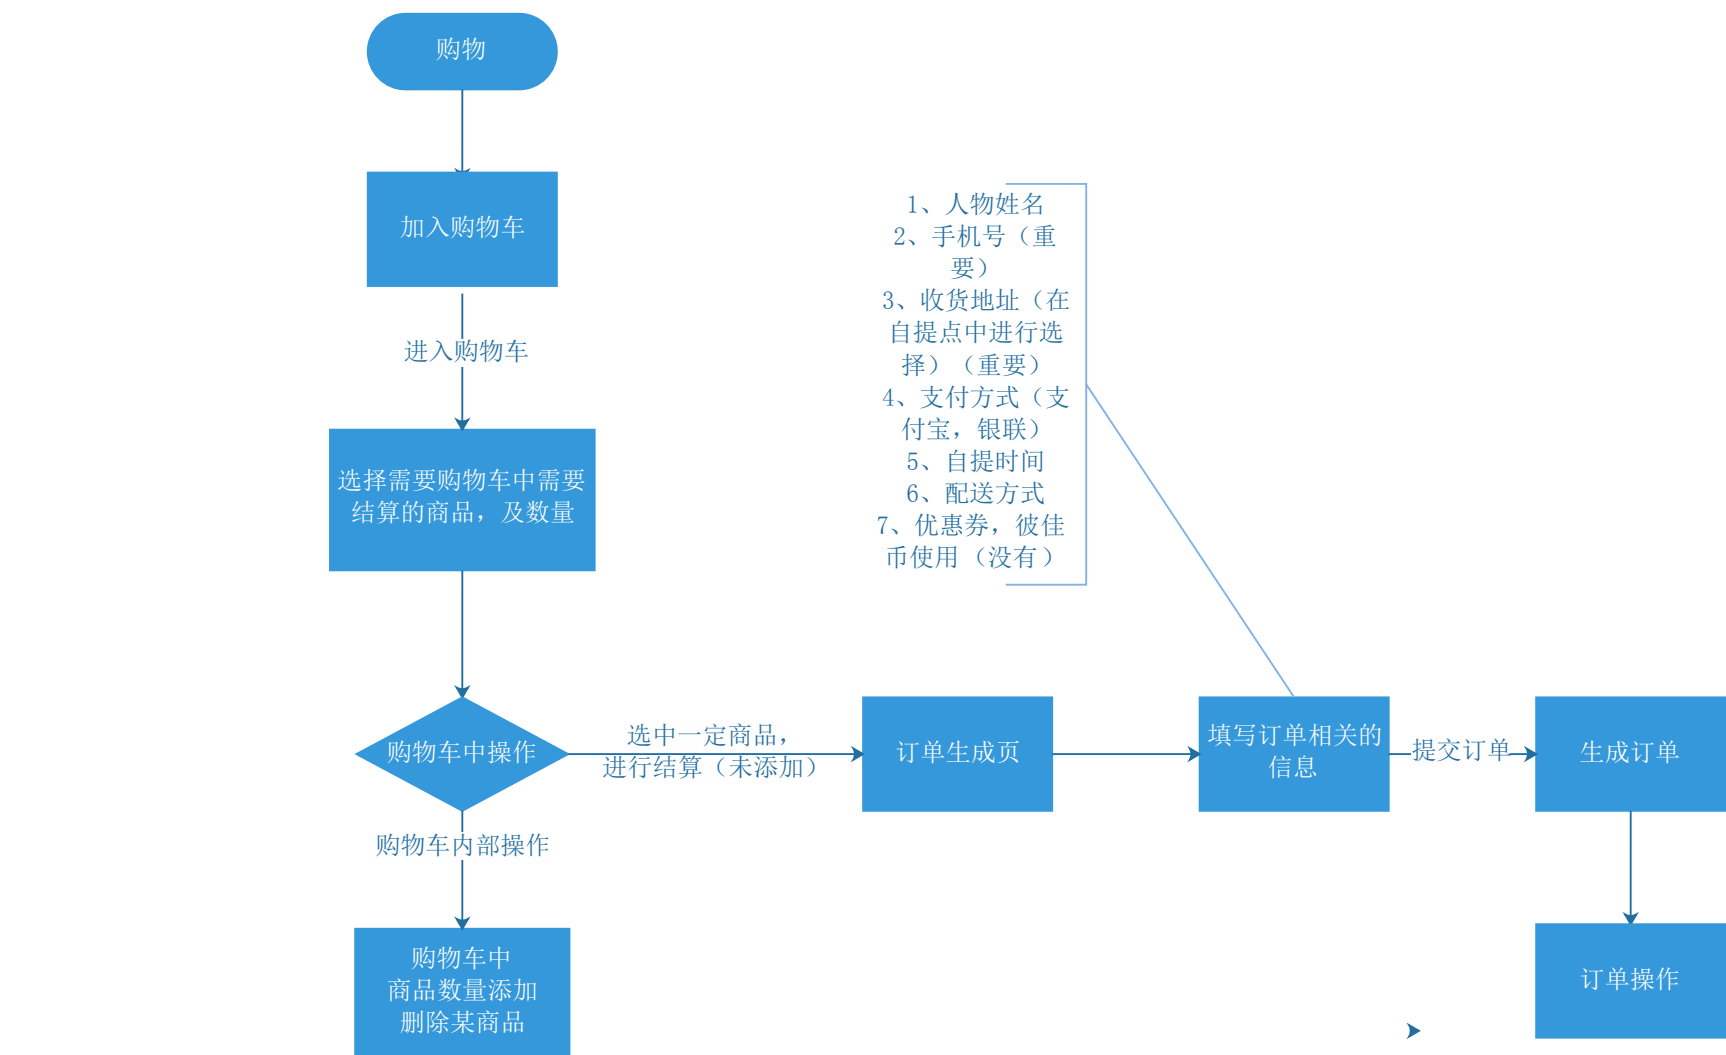 购物
加入购物车
进入购物车
选择需要购物车中需要
结算的商品，及数量
购物车中操作
购物车内部操作
购物车中
商品数量添加
删除某商品
选中一定商品，
进行结算（未添加）
订单生成页
1、人物姓名
2、手机号（重
要）
3、收货地址（在
自提点中进行选
择）（重要）
4、支付方式（支
付宝，银联）
5、自提时间
6、配送方式
7、优惠券，彼佳
币使用（没有）
填写订单相关的
信息
提交订单
生成订单
订单操作